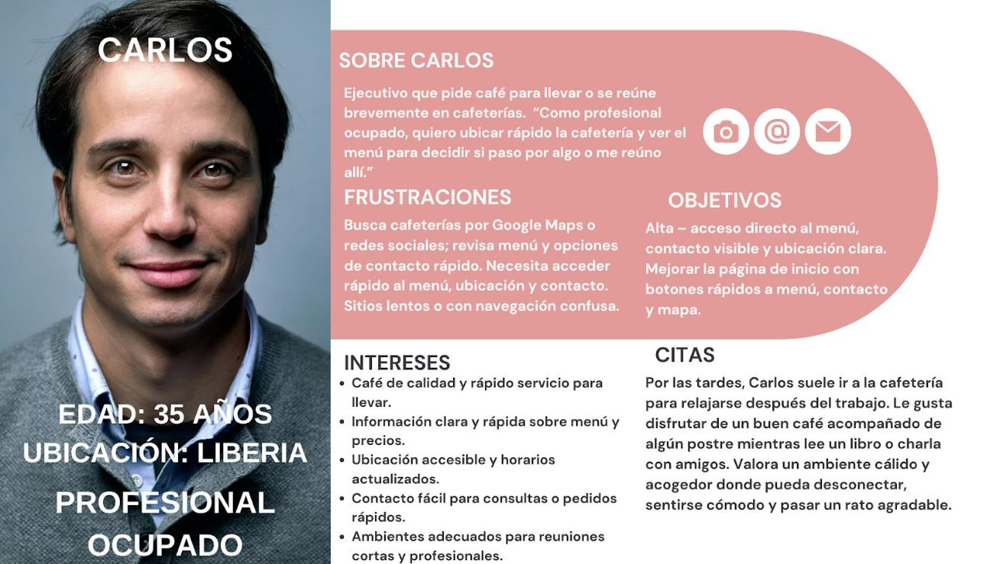 CARLOS
EDAD: 35 AÑOS
UBICACIÓN: LIBERIA
PROFESIONAL
OCUPADO
SOBRE CARLOS
Ejecutivo que pide café para llevar o se reúne
brevemente en cafeterías. “Como profesional
ocupado, quiero ubicar rápido la cafetería y ver el
menú para decidir si paso por algo o me reúno
allí.”
FRUSTRACIONES
Busca cafeterías por Google Maps o
redes sociales; revisa menú y opciones
de contacto rápido. Necesita acceder
rápido al menú, ubicación y contacto.
Sitios lentos o con navegación confusa.
OBJETIVOS
Alta – acceso directo al menú,
contacto visible y ubicación clara.
Mejorar la página de inicio con
botones rápidos a menú, contacto
y mapa.
INTERESES
• Café de calidad y rápido servicio para
llevar.
• Información clara y rápida sobre menú y
precios.
• Ubicación accesible y horarios
actualizados.
• Contacto fácil para consultas o pedidos
rápidos.
• Ambientes adecuados para reuniones
cortas y profesionales.
CITAS
Por las tardes, Carlos suele ir a la cafetería
para relajarse después del trabajo. Le gusta
disfrutar de un buen café acompañado de
algún postre mientras lee un libro o charla
con amigos. Valora un ambiente cálido y
acogedor donde pueda desconectar,
sentirse cómodo y pasar un rato agradable.